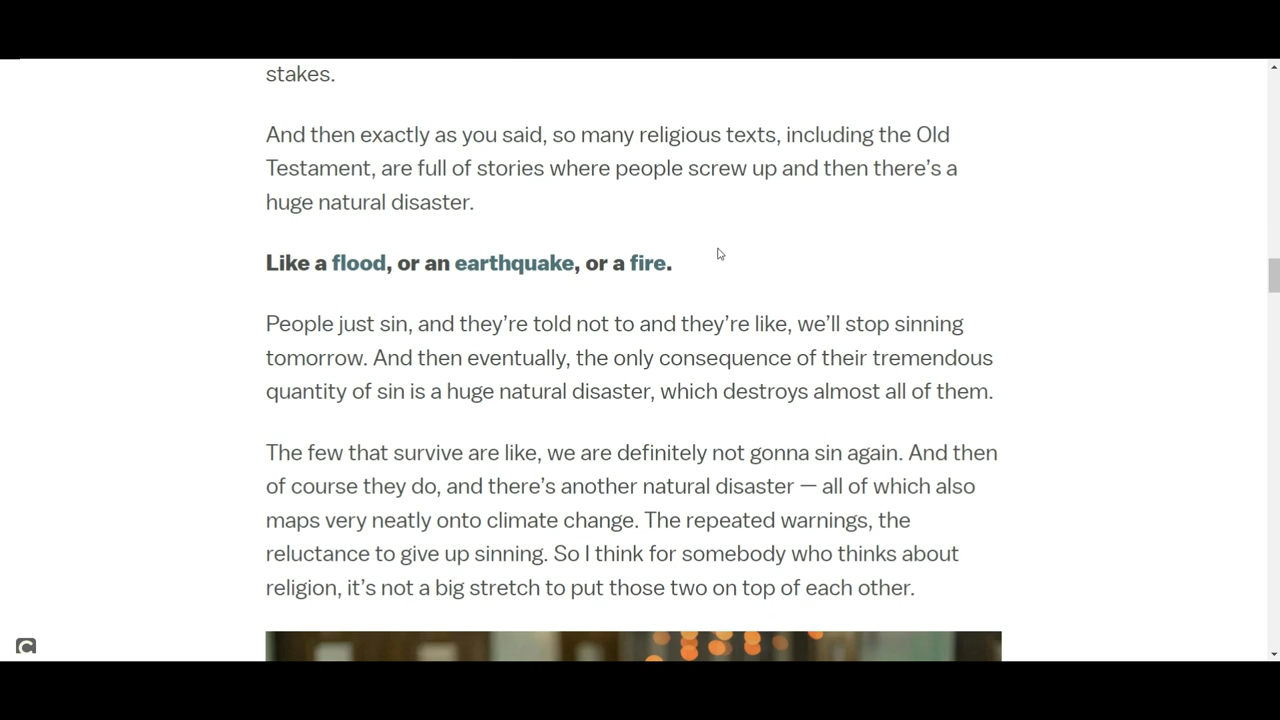 stakes.
And then exactly as you said, so many religious texts, including the Old
Testament, are full of stories where people screw up and then there’s a
huge natural disaster.
Like a flood, or an earthquake, or a fire.
People just sin, and they’re told not to and they’re like, we’ll stop sinning
tomorrow. And then eventually, the only consequence of their tremendous
quantity of sin is a huge natural disaster, which destroys almost all of them.
The few that survive are like, we are definitely not gonna sin again. And then
of course they do, and there’s another natural disaster — all of which also
maps very neatly onto climate change. The repeated warnings, the
reluctance to give up sinning. So I think for somebody who thinks about
religion, it’s not a big stretch to put those two on top of each other.
C